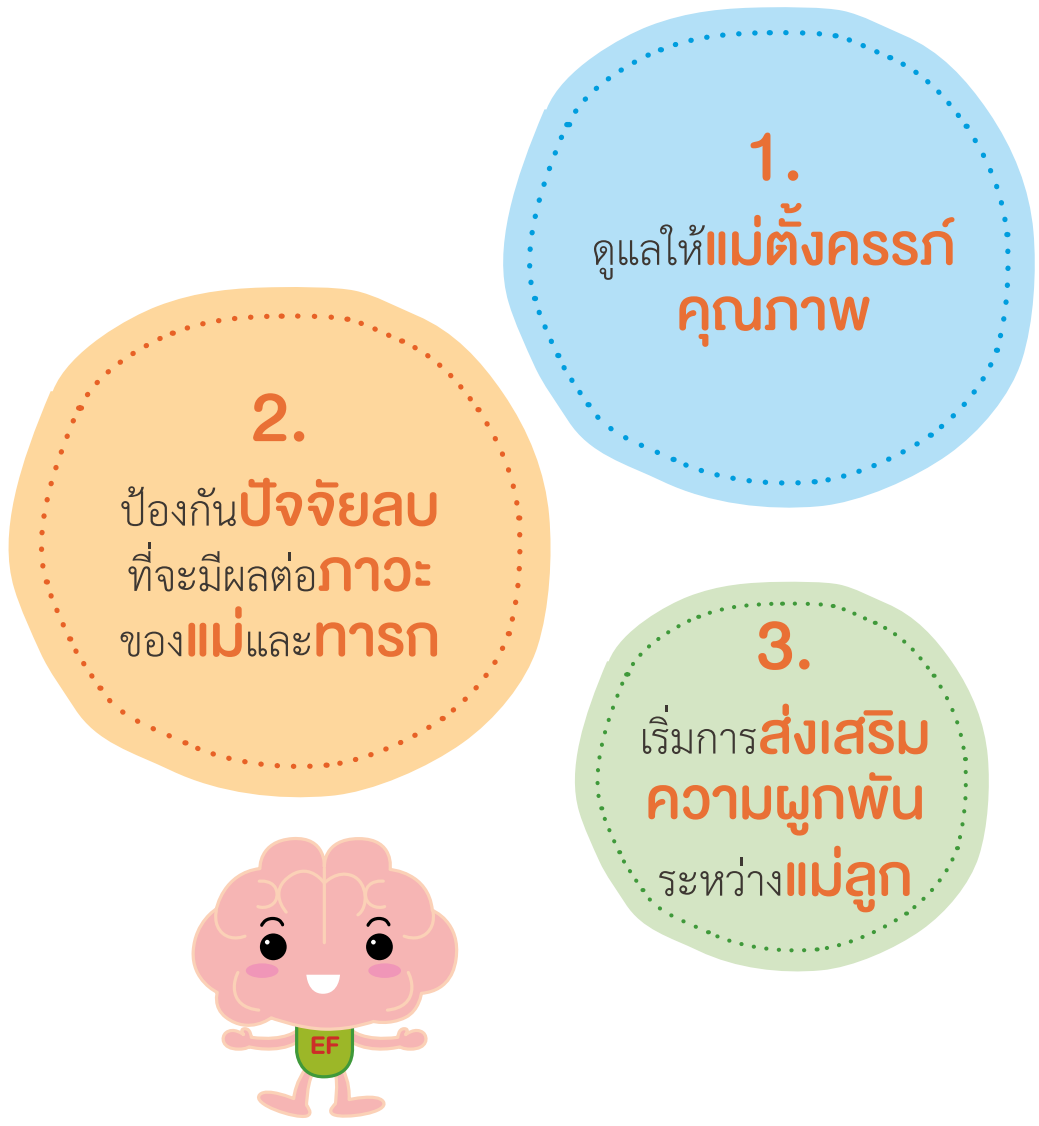 1.
ดูแลให้แม่ตั้งครรภ์
คุณภาพ
2.
ป้องกันปัจจัยลบ
ที่จะมีผลต่อภาวะ
ของแม่และทารก
3.
เริ่มการส่งเสริม
ความผูกพัน
ระหว่างแม่ลูก
EF